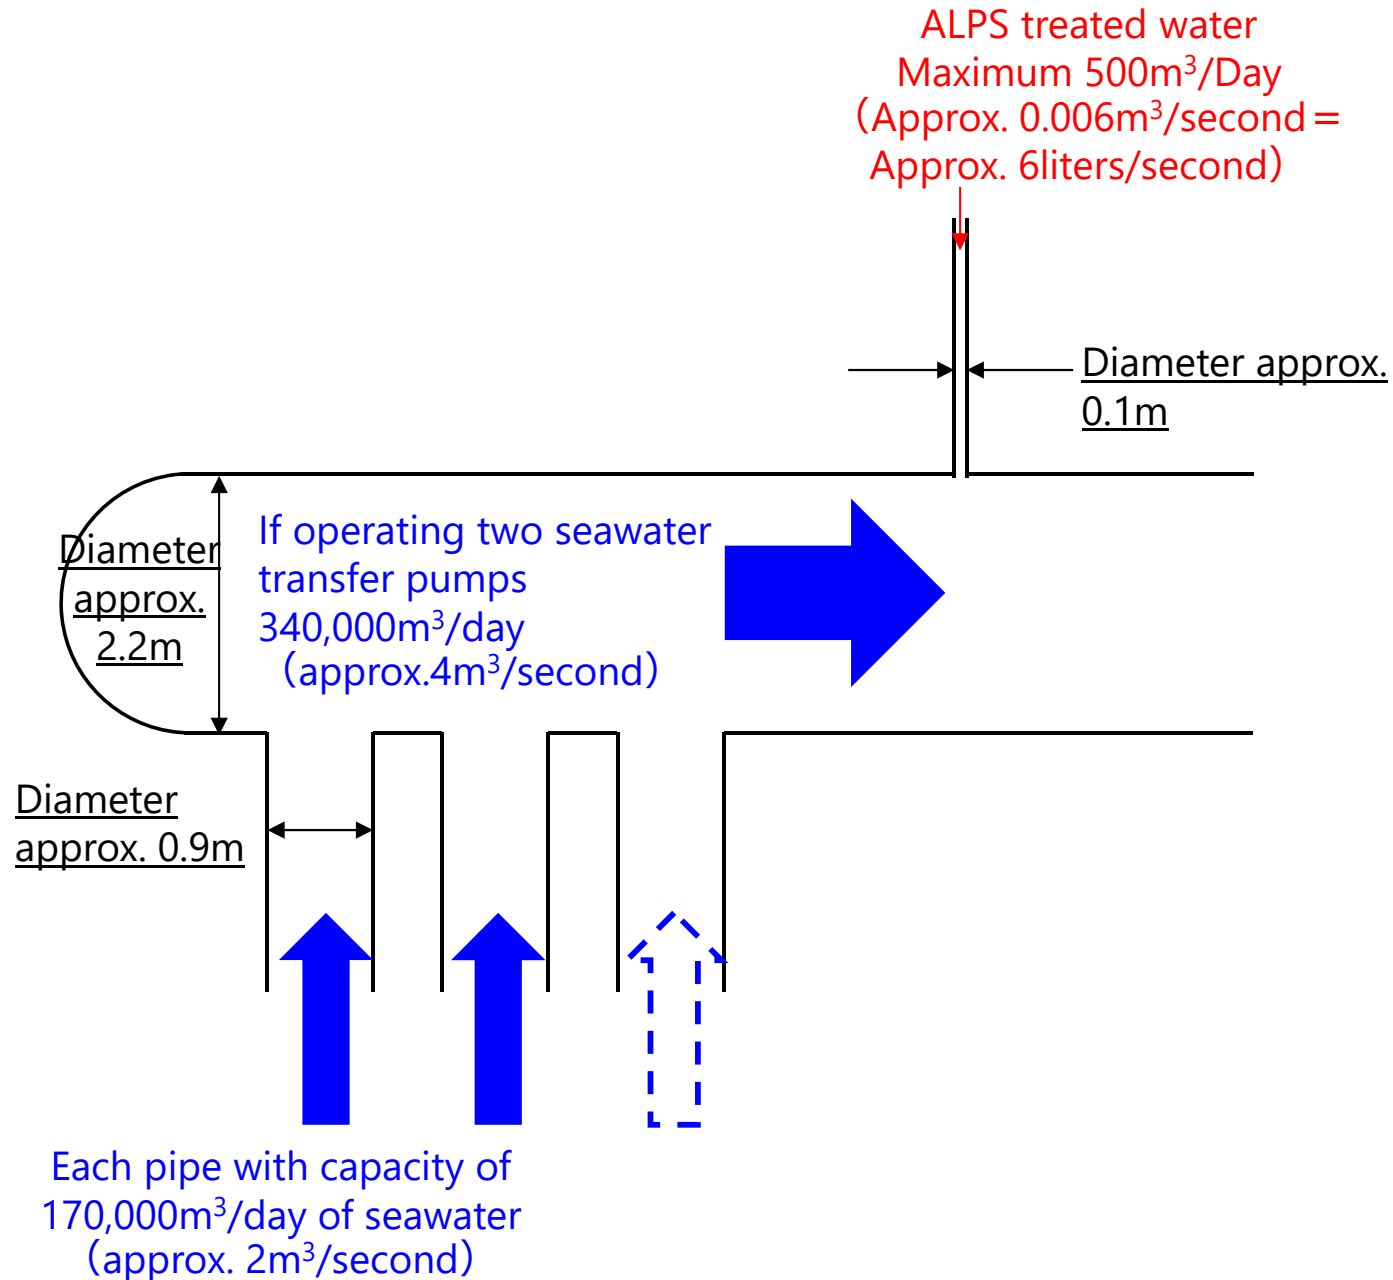 ALPS treated water
Maximum 500m³/Day
（Approx. 0.006m³/second＝
Approx. 6liters/second）
Diameter approx.
0.1m
Diameter
approx.
2.2m
If operating two seawater
transfer pumps
340,000m³/day
（approx.4m³/second）
Diameter
approx. 0.9m
Each pipe with capacity of
170,000m³/day of seawater
（approx. 2m³/second）